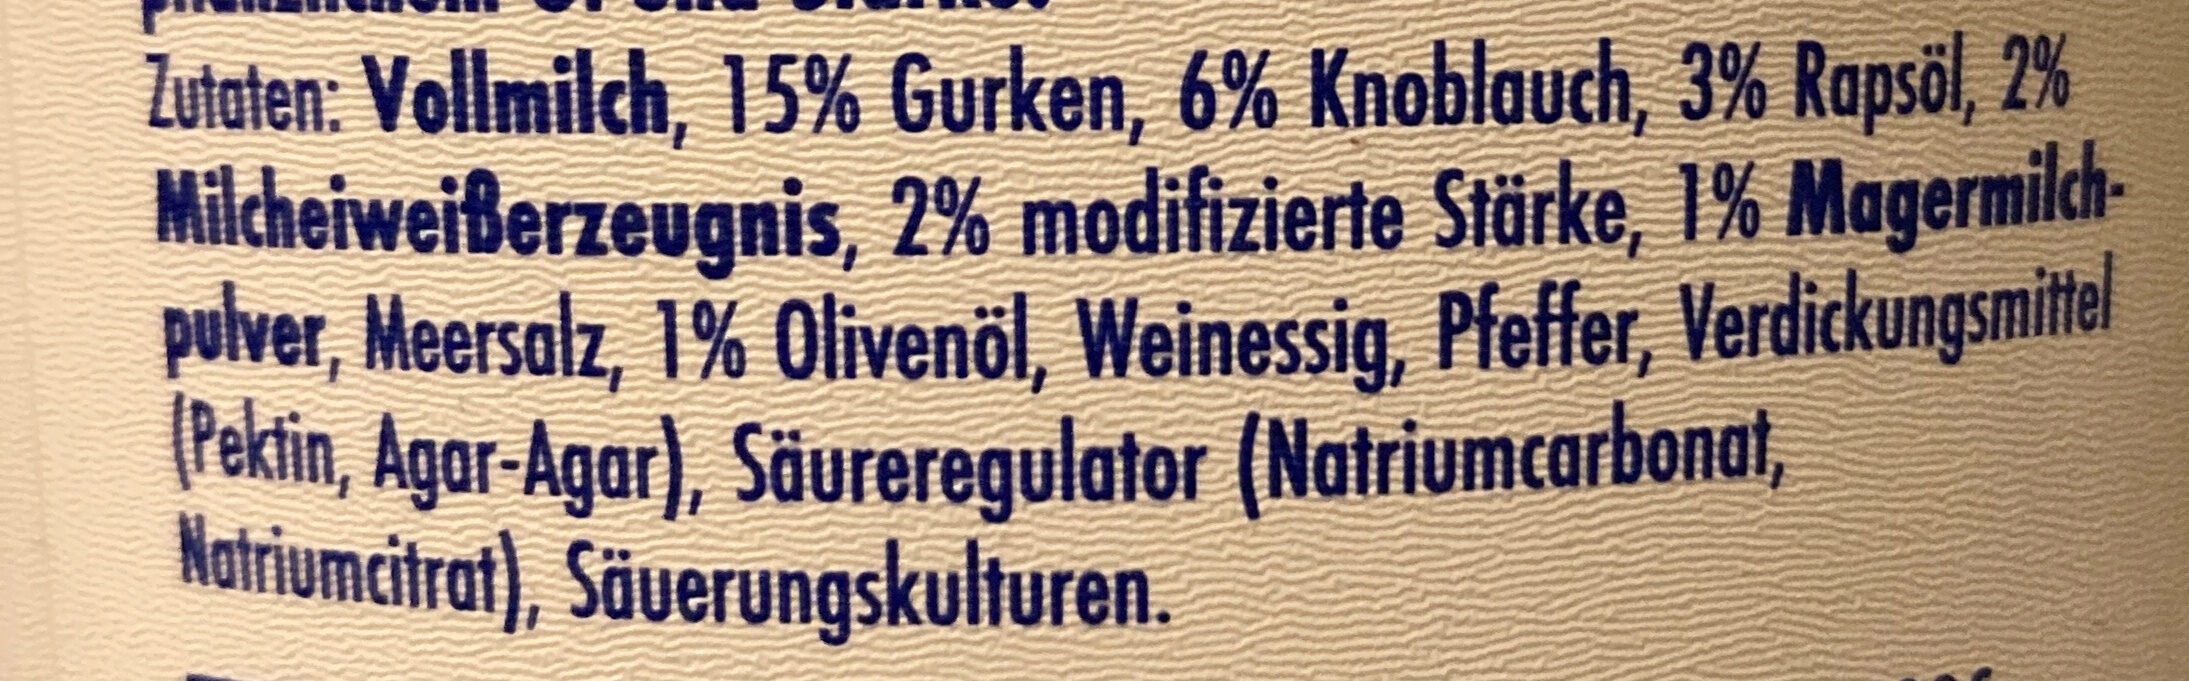 Zutaten: Vollmilch, 15% Gurken, 6% Knoblauch, 3% Rapsöl, 2%
Milcheiweißerzeugnis, 2% modifizierte Stärke, 1% Magermilch-
pulver, Meersalz, 1% Olivenöl, Weinessig, Pfeffer, Verdickungsmittel
(Pektin, Agar-Agar), Säureregulator (Natriumcarbonat,
Natriumcitrat), Säuerungskulturen.